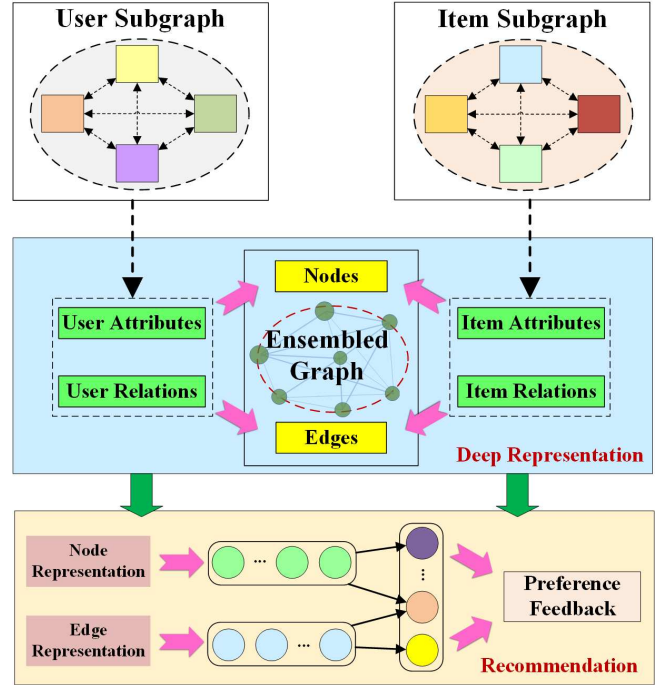 User Subgraph
Item Subgraph
Nodes
User Attributes
Item Attributes
Ensembled
Graph
User Relations
Item Relations
Edges
Deep Representation
Node
Representation
...
⋮
Preference
Feedback
Edge
Representation
...
Recommendation